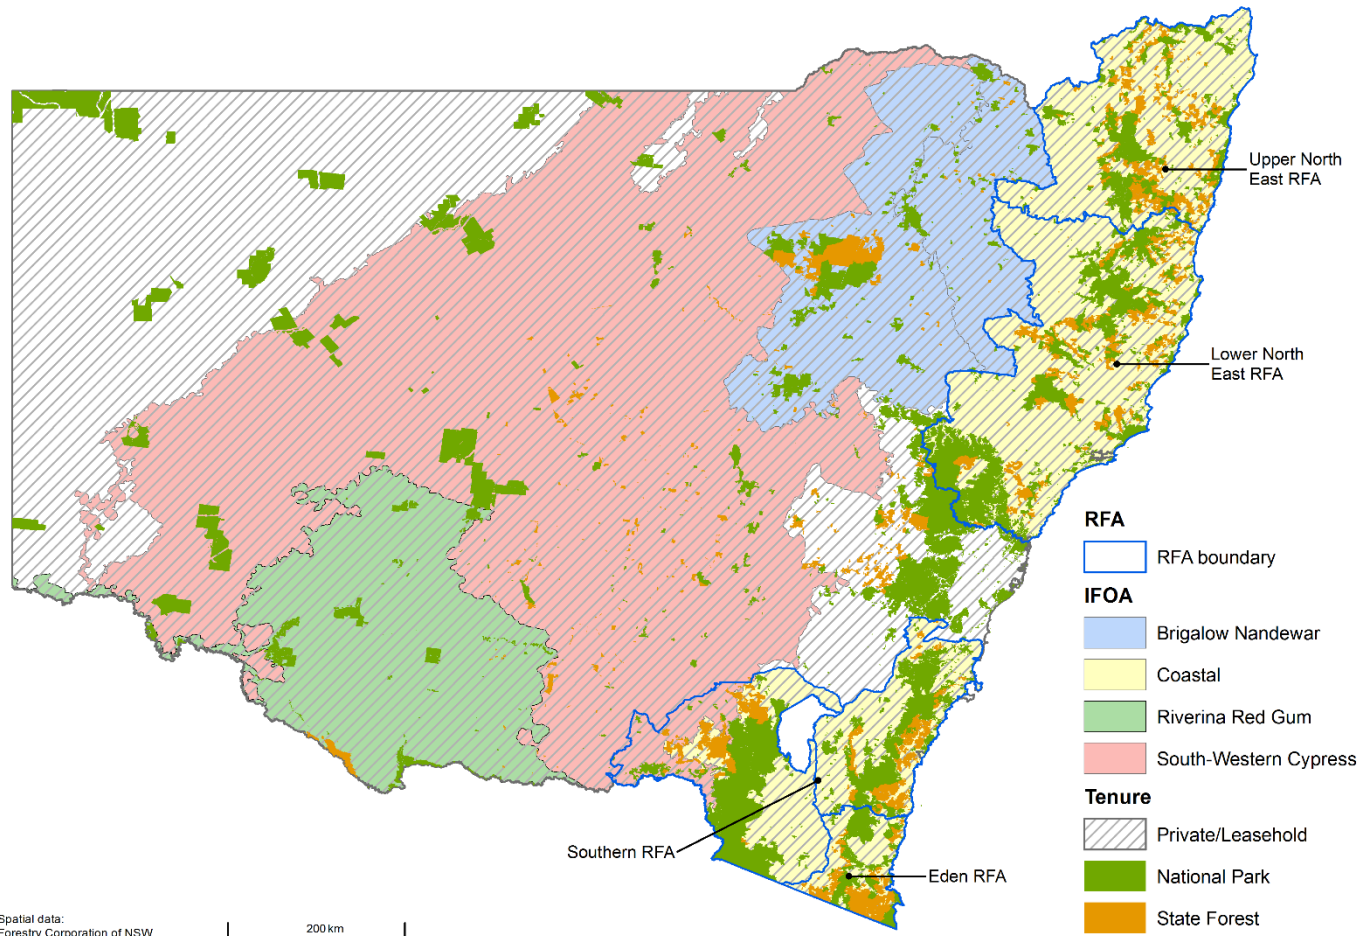 Upper North
East RFA
Lower North
East RFA
RFA
RFA boundary
IFOA
Brigalow Nandewar
Coastal
Riverina Red Gum
South-Western Cypress
Tenure
Private/Leasehold
National Park
State Forest
Southern RFA
Eden RFA
Spatial data:
Forestry Corporation of NSW
200 km